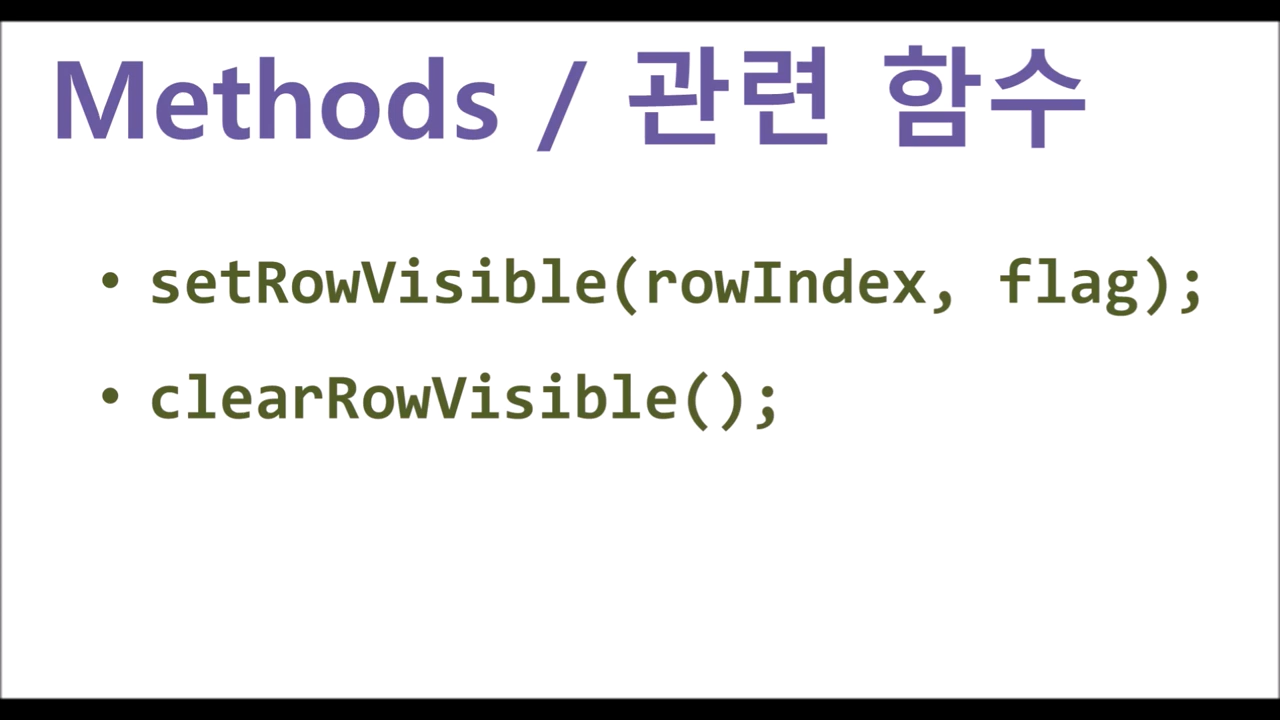 Methods / 관련 함수
• setRowVisible(rowIndex, flag);
• clearRowVisible();